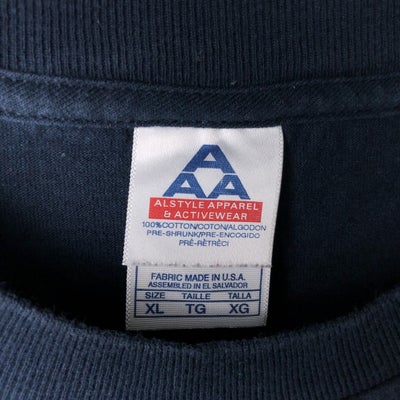 A
AA
ALSTYLE APPAREL
& ACTIVEWEAR
100% COTTON/COTON/ALGODON
PRE-SHRUNK/PRE-ENCOGIDO
PRÉ-RÉTRÉCI
FABRIC MADE IN U.S.A.
ASSEMBLED IN EL SALVADOR
SIZE TAILLE TALLA
XL TG XG